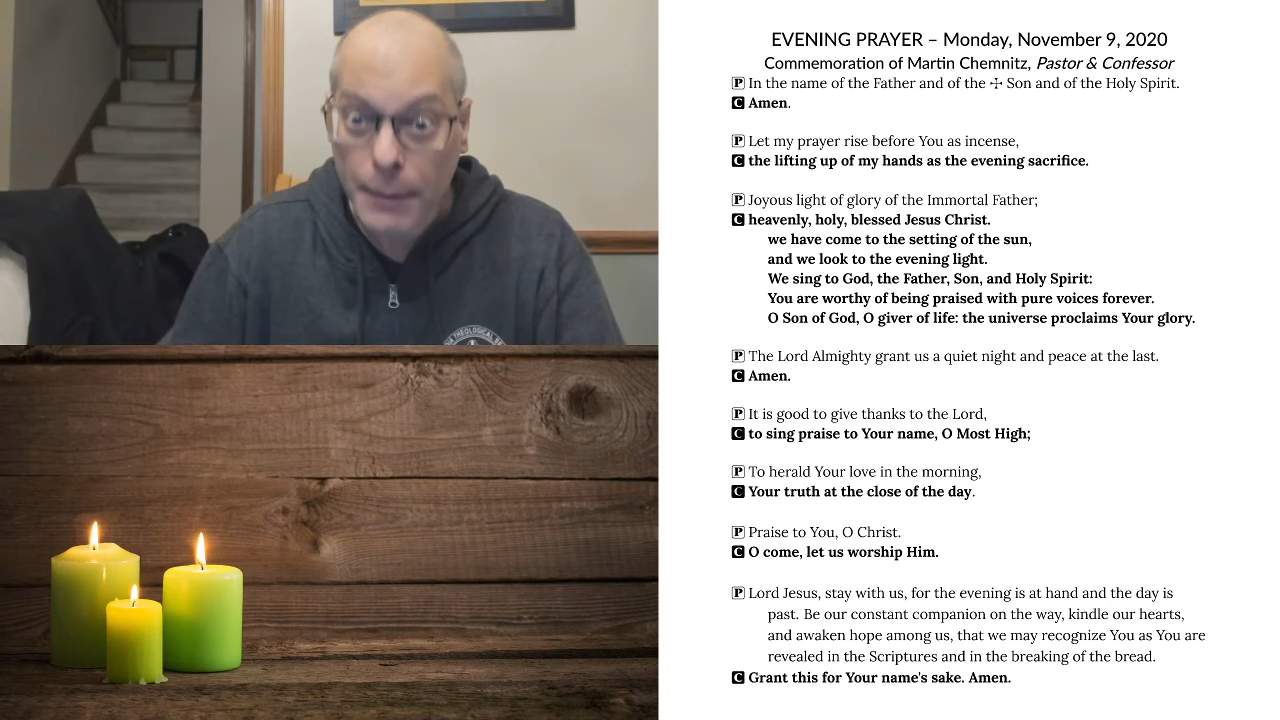 EVENING PRAYER – Monday, November 9, 2020
Commemoration of Martin Chemnitz, Pastor & Confessor
P In the name of the Father and of the ☩ Son and of the Holy Spirit.
C Amen.
P Let my prayer rise before You as incense,
C the lifting up of my hands as the evening sacrifice.
P Joyous light of glory of the Immortal Father;
C heavenly, holy, blessed Jesus Christ.
we have come to the setting of the sun,
and we look to the evening light.
We sing to God, the Father, Son, and Holy Spirit:
You are worthy of being praised with pure voices forever.
O Son of God, O giver of life: the universe proclaims Your glory.
P The Lord Almighty grant us a quiet night and peace at the last.
C Amen.
P It is good to give thanks to the Lord,
C to sing praise to Your name, O Most High;
P To herald Your love in the morning,
C Your truth at the close of the day.
P Praise to You, O Christ.
C O come, let us worship Him.
P Lord Jesus, stay with us, for the evening is at hand and the day is
past. Be our constant companion on the way, kindle our hearts,
and awaken hope among us, that we may recognize You as You are
revealed in the Scriptures and in the breaking of the bread.
C Grant this for Your name's sake. Amen.
THEOLOGICAL